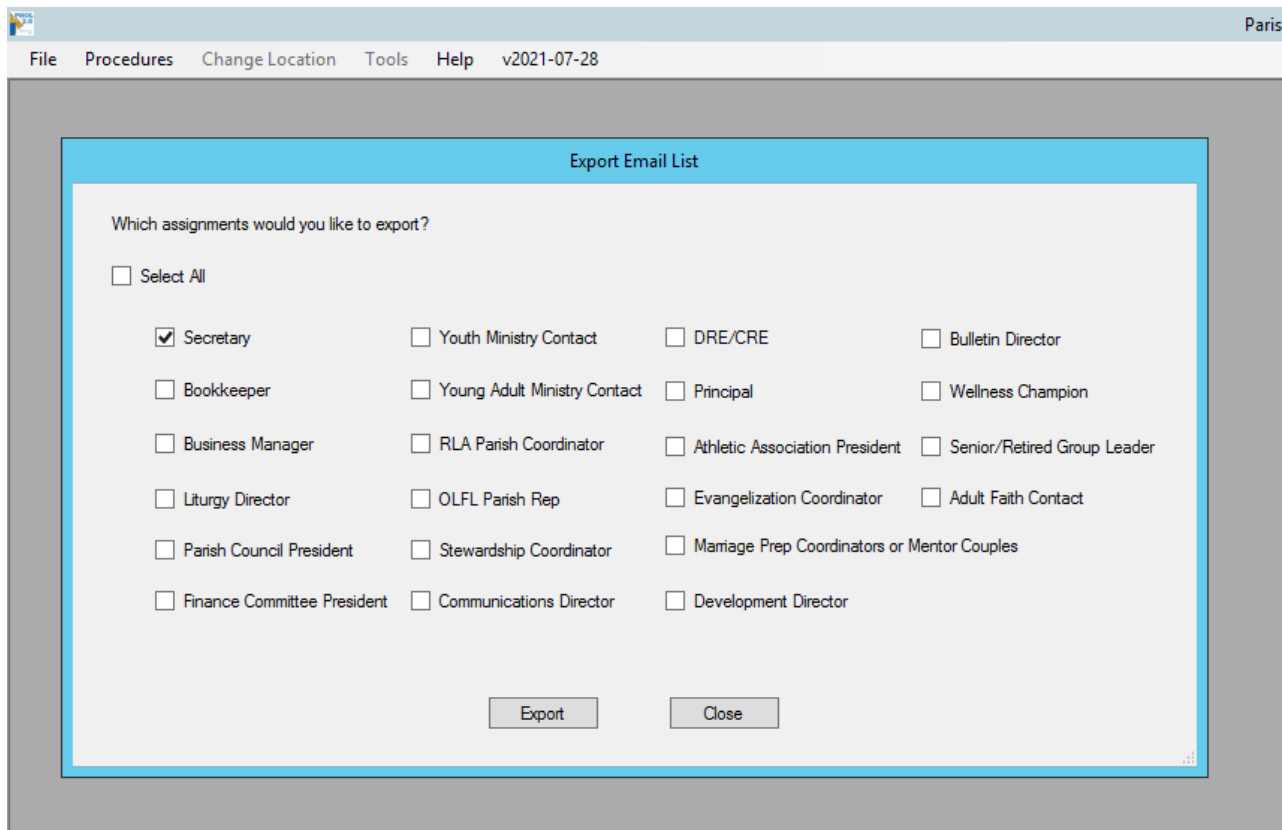 Paris
File Procedures Change Location Tools Help v2021-07-28
Export Email List
Which assignments would you like to export?
Select All
Secretary Youth Ministry Contact DRE/CRE Bulletin Director
Bookkeeper Young Adult Ministry Contact Principal Wellness Champion
Business Manager RLA Parish Coordinator Athletic Association President Senior/Retired Group Leader
Liturgy Director OLFL Parish Rep Evangelization Coordinator Adult Faith Contact
Parish Council President Stewardship Coordinator Marriage Prep Coordinators or Mentor Couples
Finance Committee President Communications Director Development Director
Export Close